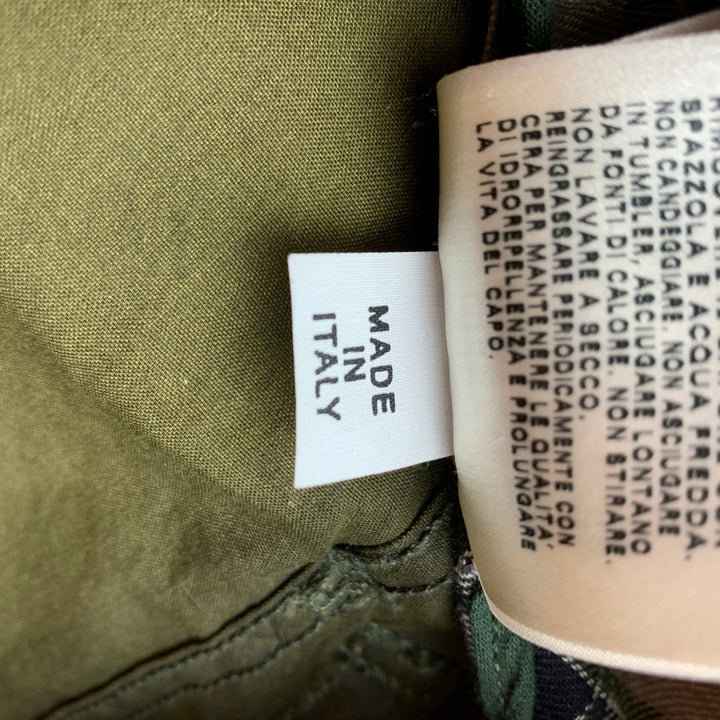 MADE
IN
ITALY
SPAZZOLA E ACQUA FREDDA.
NON CANDEGGIARE. NON ASCIUGARE
IN TUMBLER, ASCIUGARE LONTANO
DA FONTI DI CALORE. NON STIRARE.
NON LAVARE A SECCO.
REINGRASSARE PERIODICAMENTE CON
CERA PER MANTENERE LE QUALITA'
DI IDROREPELLENZA E PROLUNGARE
LA VITA DEL CAPO.